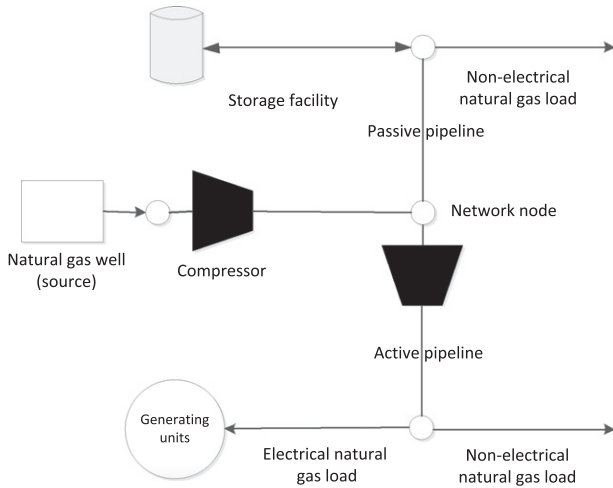 Non-electrical
natural gas load
Storage facility
Passive pipeline
Network node
Natural gas well
(source)
Compressor
Active pipeline
Generating
units
Electrical natural
gas load
Non-electrical
natural gas load